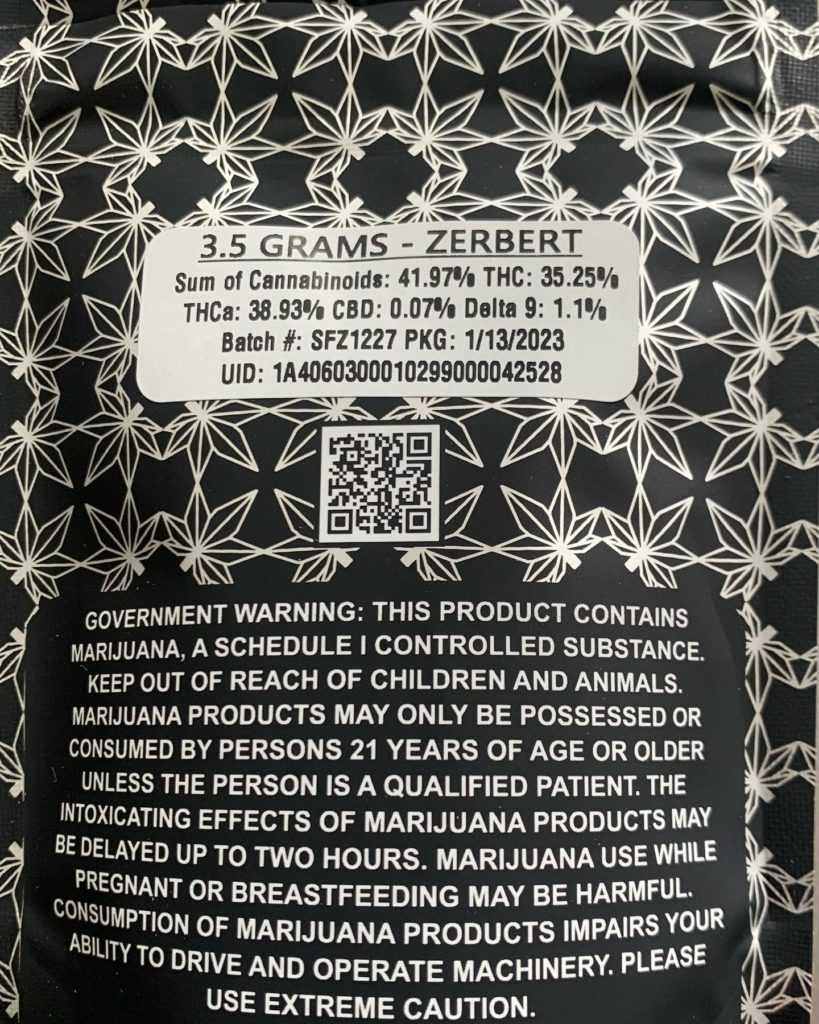 3.5 GRAMS - ZERBERT
Sum of Cannabinoids: 41.97% THC: 35.25%
THCa: 38.93% CBD: 0.07% Delta 9: 1.1%
Batch #: SFZ1227 PKG: 1/13/2023
UID: 1A4060300010299000042528
GOVERNMENT WARNING: THIS PRODUCT CONTAINS
MARIJUANA, A SCHEDULE I CONTROLLED SUBSTANCE.
KEEP OUT OF REACH OF CHILDREN AND ANIMALS.
MARIJUANA PRODUCTS MAY ONLY BE POSSESSED OR
CONSUMED BY PERSONS 21 YEARS OF AGE OR OLDER
UNLESS THE PERSON IS A QUALIFIED PATIENT. THE
INTOXICATING EFFECTS OF MARIJUANA PRODUCTS MAY
BE DELAYED UP TO TWO HOURS. MARIJUANA USE WHILE
PREGNANT OR BREASTFEEDING MAY BE HARMFUL.
CONSUMPTION OF MARIJUANA PRODUCTS IMPAIRS YOUR
ABILITY TO DRIVE AND OPERATE MACHINERY. PLEASE
USE EXTREME CAUTION.